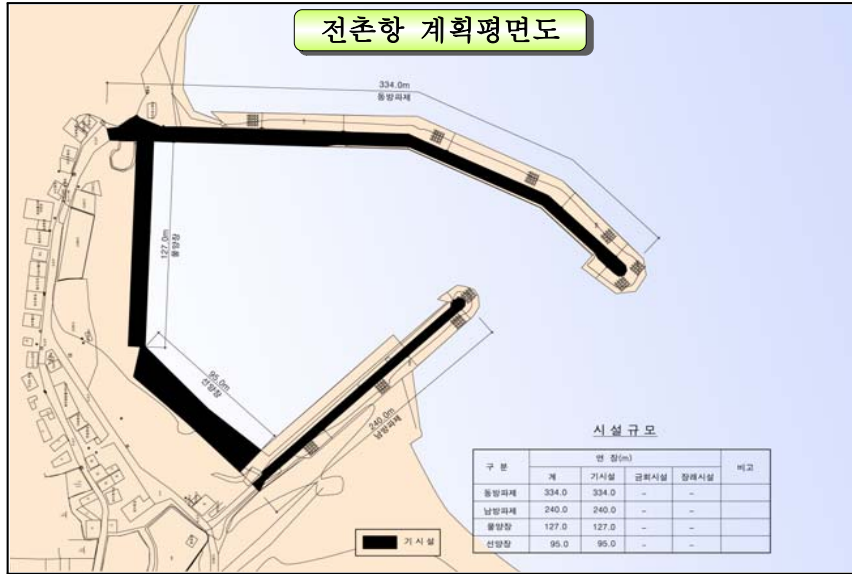 전촌항 계획평면도
334.0m
동방파제
127.0m
물양장
95.0m
선양장
240.0m
남방파제
시 설 규 모
구 분 연 장(m) 비고
계 기시설 금회시설 장래시설
동방파제 334.0 334.0 - -
남방파제 240.0 240.0 - -
물양장 127.0 127.0 - -
선양장 95.0 95.0 - -
기 시 설